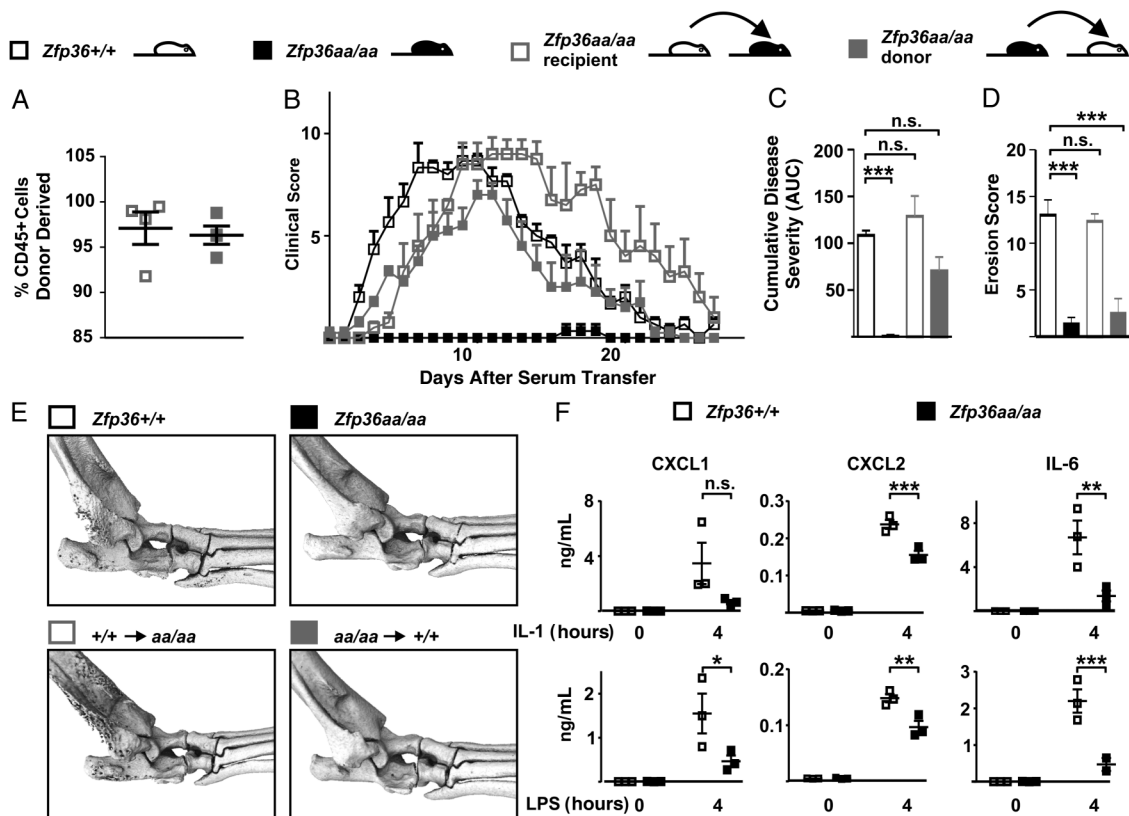 Zfp36+/+
Zfp36aa/aa
Zfp36aa/aa
recipient
Zfp36aa/aa
donor
A
% CD45+Cells
Donor Derived
105
100
95
90
85
B
Clinical Score
10
5
10
20
Days After Serum Transfer
C
Cumulative Disease
Severity (AUC)
200
150
100
50
n.s.
n.s.
***
D
Erosion Score
20
15
10
5
***
n.s.
***
E
Zfp36+/+
Zfp36aa/aa
+/+ → aa/aa
aa/aa → +/+
F
Zfp36+/+
Zfp36aa/aa
CXCL1
CXCL2
IL-6
ng/mL
8
4
0
n.s.
0.3
0.2
0.1
***
8
4
**
IL-1 (hours)
0
4
0
4
0
4
ng/mL
2
1
0
*
0.2
0.1
**
3
2
1
0
***
LPS (hours)
0
4
0
4
0
4